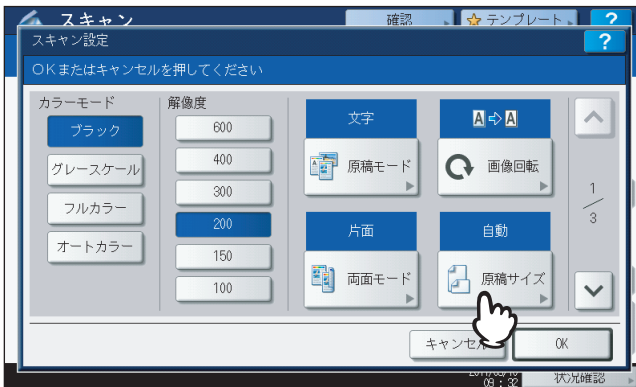 スキャン
確認
テンプレート
?
スキャン設定
?
OKまたはキャンセルを押してください
カラーモード
ブラック
グレースケール
フルカラー
オートカラー
解像度
600
400
300
200
150
100
文字
原稿モード
A⇨A
画像回転
片面
両面モード
自動
原稿サイズ
1
/
3
キャンセル
OK
09 : 32
状況確認